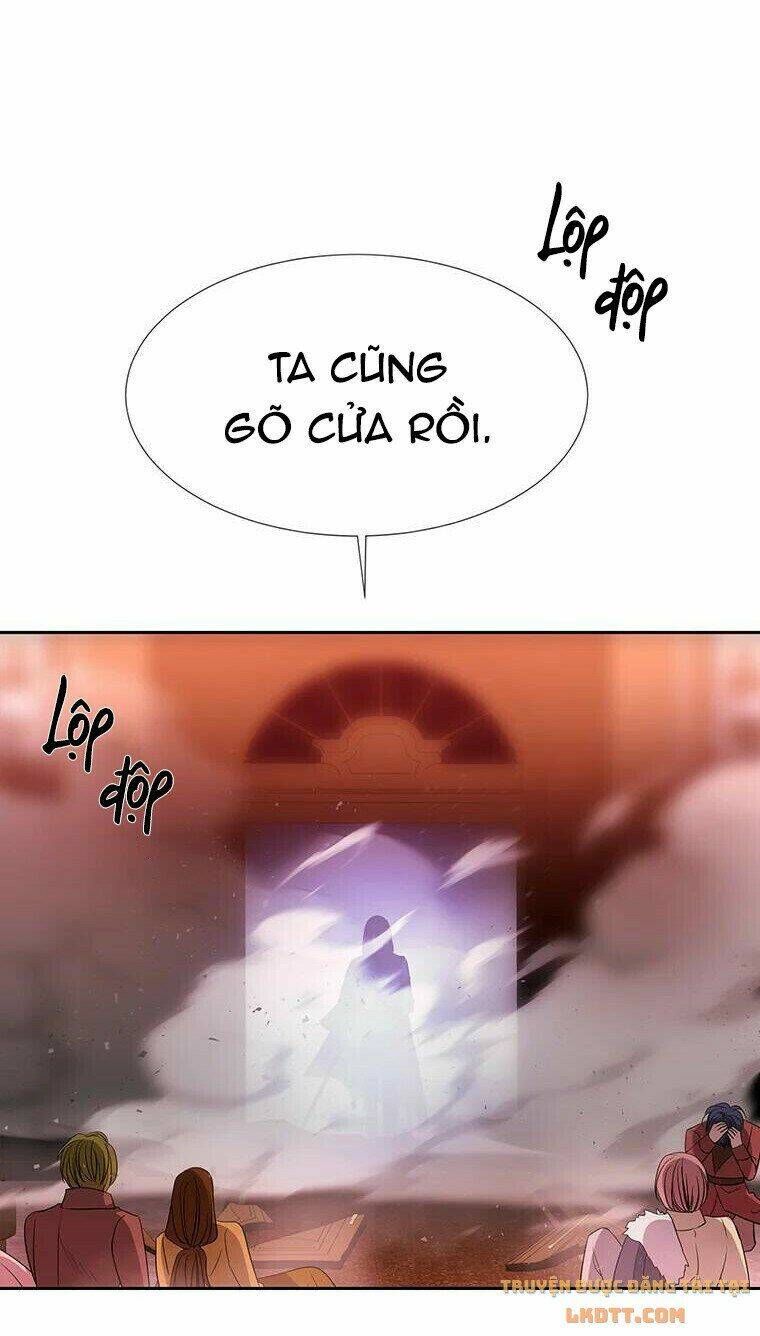 Lộp
độp
TA CŨNG
GÕ CỬA RỒI.
Lộp
độp
TRUYỆN ĐƯỢC ĐĂNG TẢI TẠI
LKDTT.COM